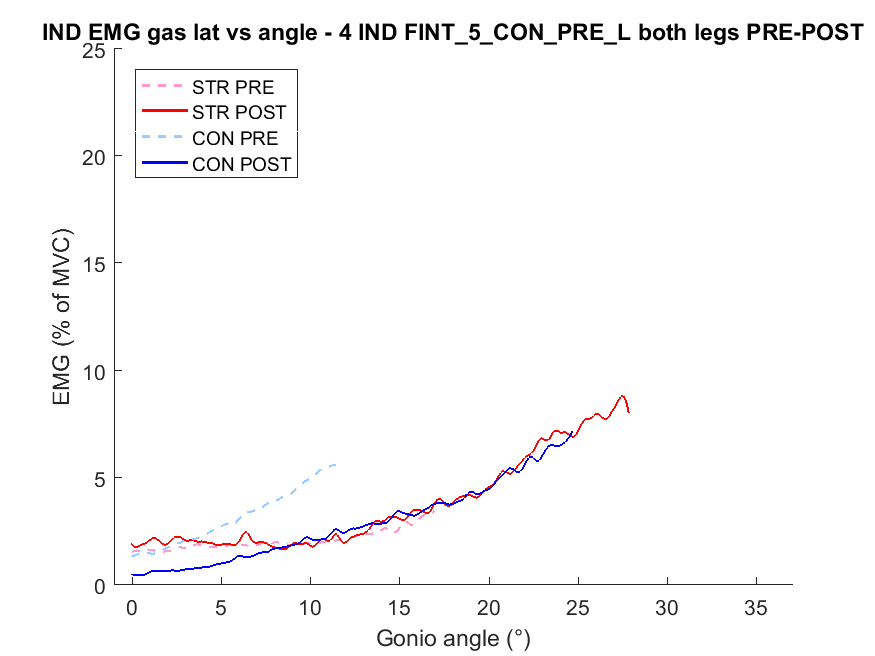 IND EMG gas lat vs angle - 4 IND FINT_5_CON_PRE_L both legs PRE-POST
25
STR PRE
STR POST
CON PRE
CON POST
20
15
10
5
0
EMG (% of MVC)
0 5 10 15 20 25 30 35
Gonio angle (°)